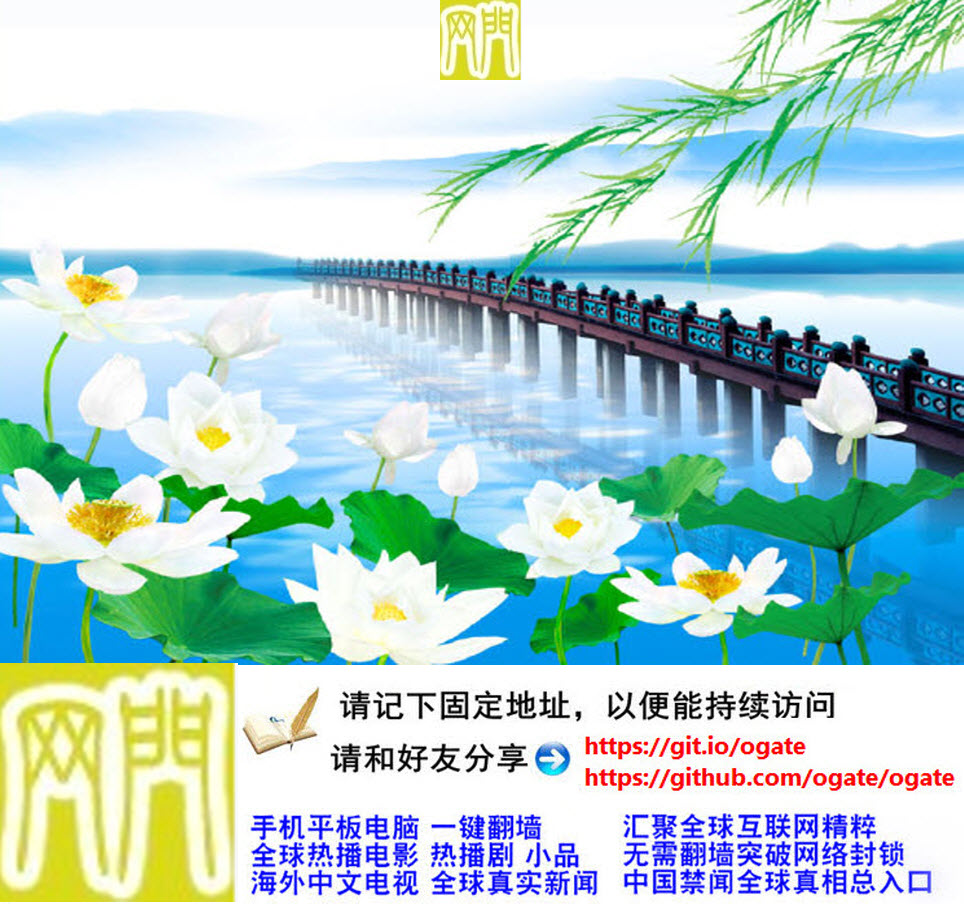 网門
网門
请记下固定地址，以便能持续访问
请和好友分享
https://git.io/ogate
https://github.com/ogate/ogate
手机平板电脑 一键翻墙
全球热播电影 热播剧 小品
海外中文电视 全球真实新闻
汇聚全球互联网精粹
无需翻墙突破网络封锁
中国禁闻全球真相总入口